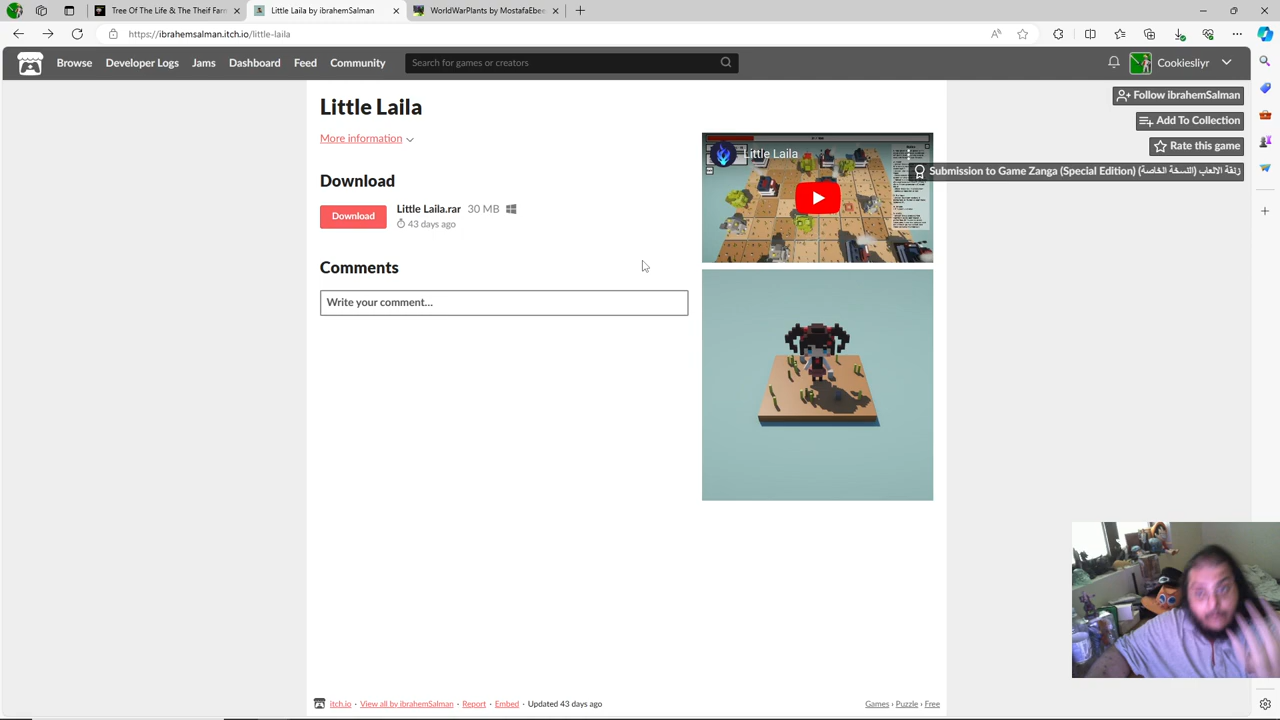 Tree Of The Life & The Theif Farm
Little Laila by ibrahemSalman
WorldWarPlants by MostafaEbee
https://ibrahemsalman.itch.io/little-laila
Browse
Developer Logs
Jams
Dashboard
Feed
Community
Search for games or creators
Cookiesliyr
Little Laila
Follow ibrahemSalman
Add To Collection
Rate this game
Submission to Game Zanga (Special Edition) زنقة الالعاب (النسخة الخاصة)
More information
Little Laila
Download
Download
Little Laila.rar 30 MB
43 days ago
Comments
Write your comment...
itch.io · View all by ibrahemSalman · Report · Embed · Updated 43 days ago
Games › Puzzle › Free